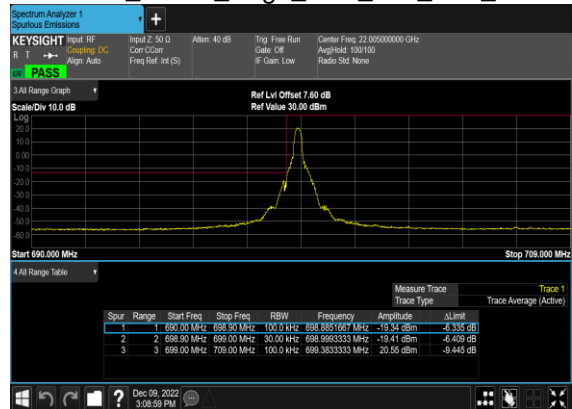 Spectrum Analyzer 1
Spurious Emissions
+
KEYSIGHT Input: RF Input Z: 50 Ω Atten: 40 dB Trig: Free Run Center Freq: 22.005000000 GHz
R T Coupling: DC Corr CCorr Gate: Off Avg|Hold: 100/100
Align: Auto Freq Ref: Int (S) IF Gain: Low Radio Std: None
LW PASS
3 All Range Graph Ref Lvl Offset 7.60 dB
Scale/Div 10.0 dB Ref Value 30.00 dBm
Log
20.0
10.0
0.00
-10.0
-20.0
-30.0
-40.0
-50.0
-60.0
Start 690.000 MHz Stop 709.000 MHz
4 All Range Table
Measure Trace Trace 1
Trace Type Trace Average (Active)
Spur Range Start Freq Stop Freq RBW Frequency Amplitude ΔLimit
1 1 690.00 MHz 698.90 MHz 100.0 kHz 698.8851667 MHz -19.34 dBm -6.335 dB
2 2 698.90 MHz 699.00 MHz 30.00 kHz 698.9993333 MHz -19.41 dBm -6.409 dB
3 3 699.00 MHz 709.00 MHz 100.0 kHz 699.3833333 MHz 20.55 dBm -9.445 dB
? Dec 09, 2022
3:08:59 PM